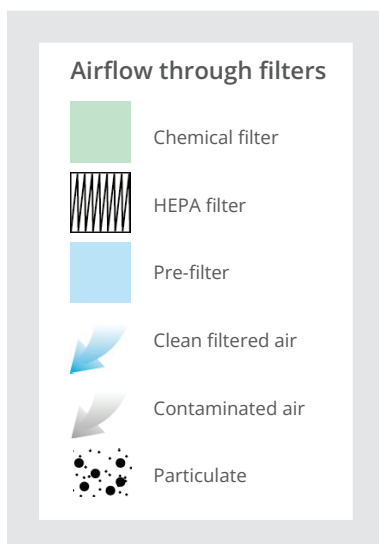 Airflow through filters
Chemical filter
HEPA filter
Pre-filter
Clean filtered air
Contaminated air
Particulate